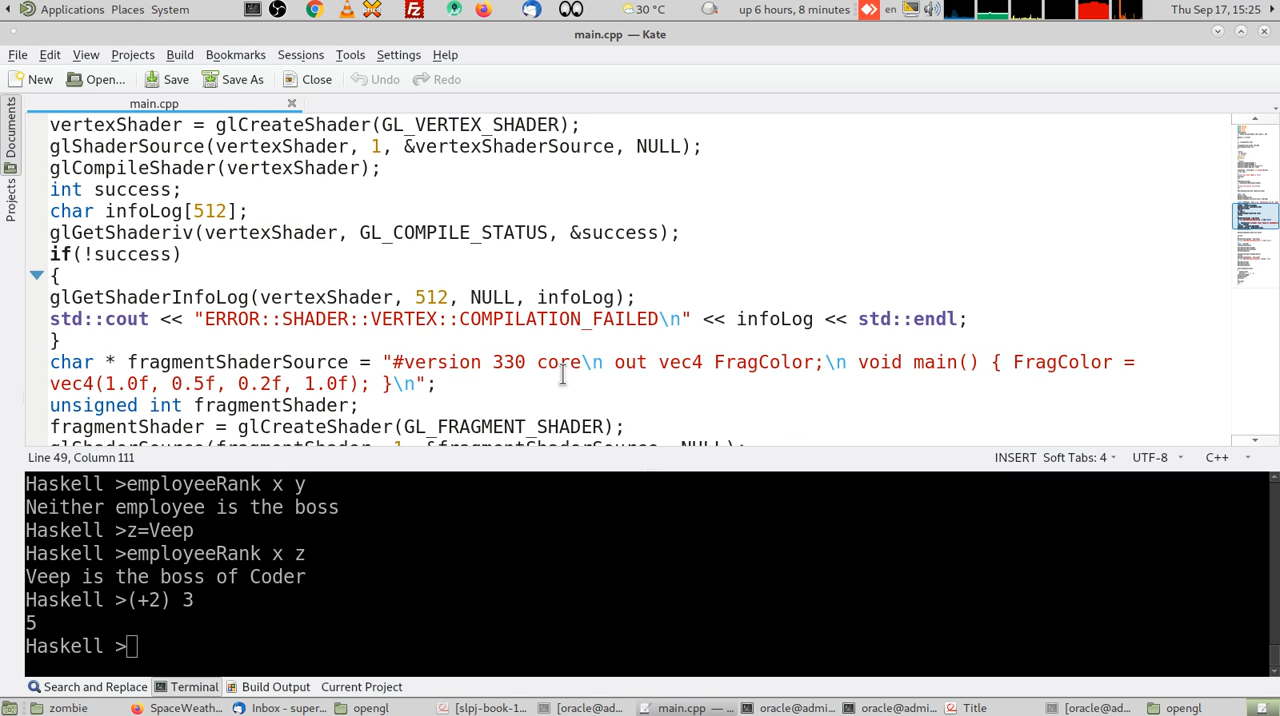 Applications Places System 30 °C up 6 hours, 8 minutes en Thu Sep 17, 15:25
main.cpp — Kate
File Edit View Projects Build Bookmarks Sessions Tools Settings Help
New Open... Save Save As Close Undo Redo
main.cpp
Documents
Projects
vertexShader = glCreateShader(GL_VERTEX_SHADER);
glShaderSource(vertexShader, 1, &vertexShaderSource, NULL);
glCompileShader(vertexShader);
int success;
char infoLog[512];
glGetShaderiv(vertexShader, GL_COMPILE_STATUS, &success);
if(!success)
{
glGetShaderInfoLog(vertexShader, 512, NULL, infoLog);
std::cout << "ERROR::SHADER::VERTEX::COMPILATION_FAILED\n" << infoLog << std::endl;
}
char * fragmentShaderSource = "#version 330 core\n out vec4 FragColor;\n void main() { FragColor =
vec4(1.0f, 0.5f, 0.2f, 1.0f); }\n";
unsigned int fragmentShader;
fragmentShader = glCreateShader(GL_FRAGMENT_SHADER);
glShaderSource(fragmentShader, 1, &fragmentShaderSource, NULL);
Line 49, Column 111 INSERT Soft Tabs: 4 UTF-8 C++
Haskell >employeeRank x y
Neither employee is the boss
Haskell >z=Veep
Haskell >employeeRank x z
Veep is the boss of Coder
Haskell >(+2) 3
5
Haskell >
Search and Replace Terminal Build Output Current Project
zombie SpaceWeath... Inbox - super... opengl [slpj-book-1... [oracle@ad... main.cpp — ... oracle@admi... oracle@admi... Title [oracle@ad... opengl